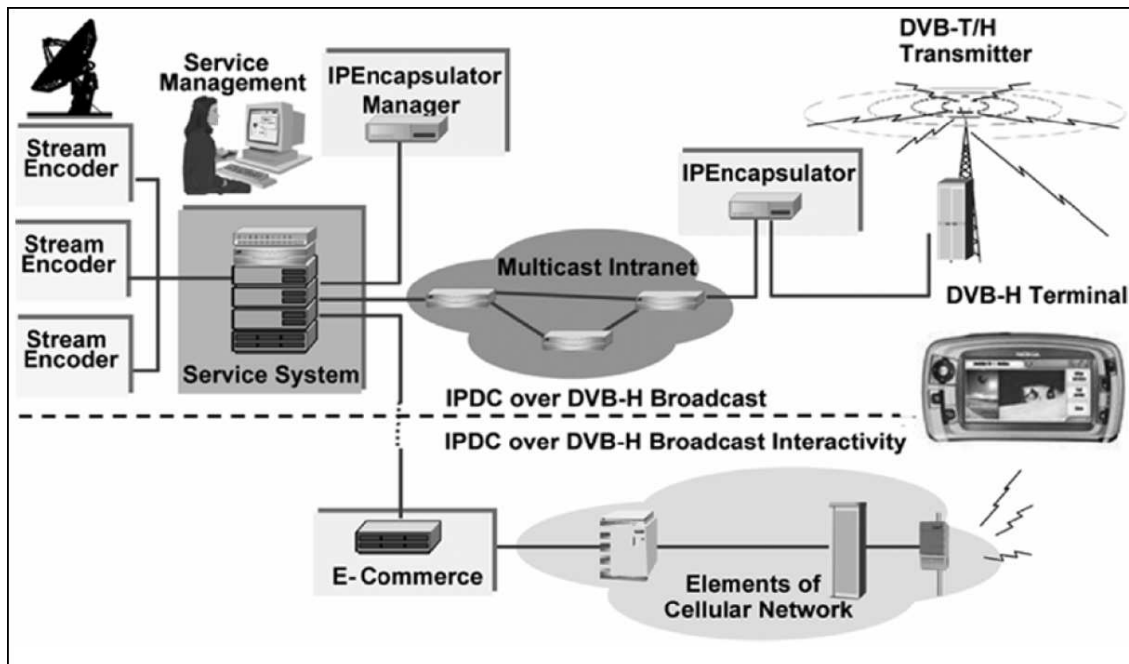 DVB-T/H
Transmitter
Service
Management
IPEncapsulator
Manager
Stream
Encoder
IPEncapsulator
Stream
Encoder
Multicast Intranet
DVB-H Terminal
Stream
Encoder
Service System
NOKIA
IPDC over DVB-H Broadcast
IPDC over DVB-H Broadcast Interactivity
E-Commerce
Elements of
Cellular Network